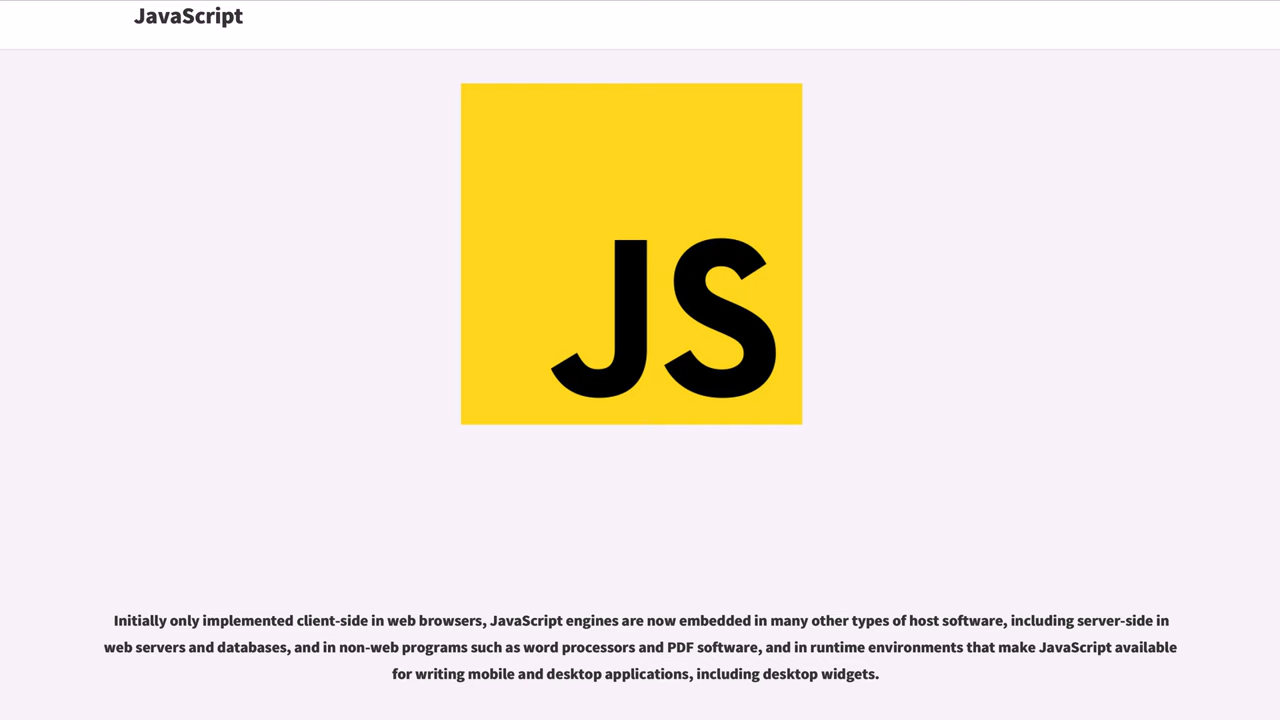 JavaScript
JS
Initially only implemented client-side in web browsers, JavaScript engines are now embedded in many other types of host software, including server-side in
web servers and databases, and in non-web programs such as word processors and PDF software, and in runtime environments that make JavaScript available
for writing mobile and desktop applications, including desktop widgets.